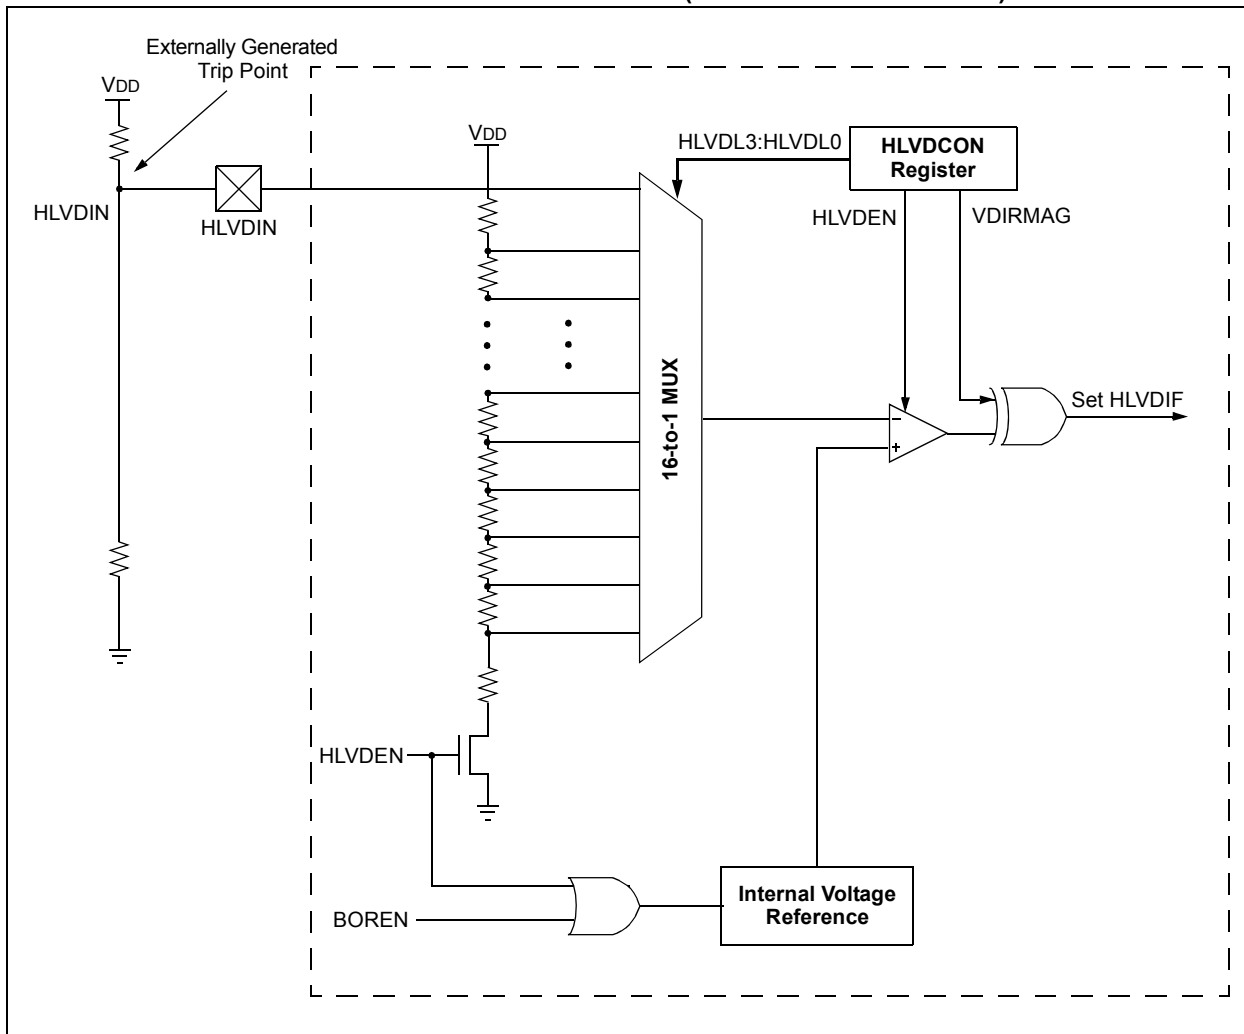 Externally Generated
Trip Point
VDD
VDD
HLVDL3:HLVDL0
HLVDCON
Register
HLVDIN
HLVDIN
HLVDEN
VDIRMAG
16-to-1 MUX
–
+
Set HLVDIF
HLVDEN
BOREN
Internal Voltage
Reference